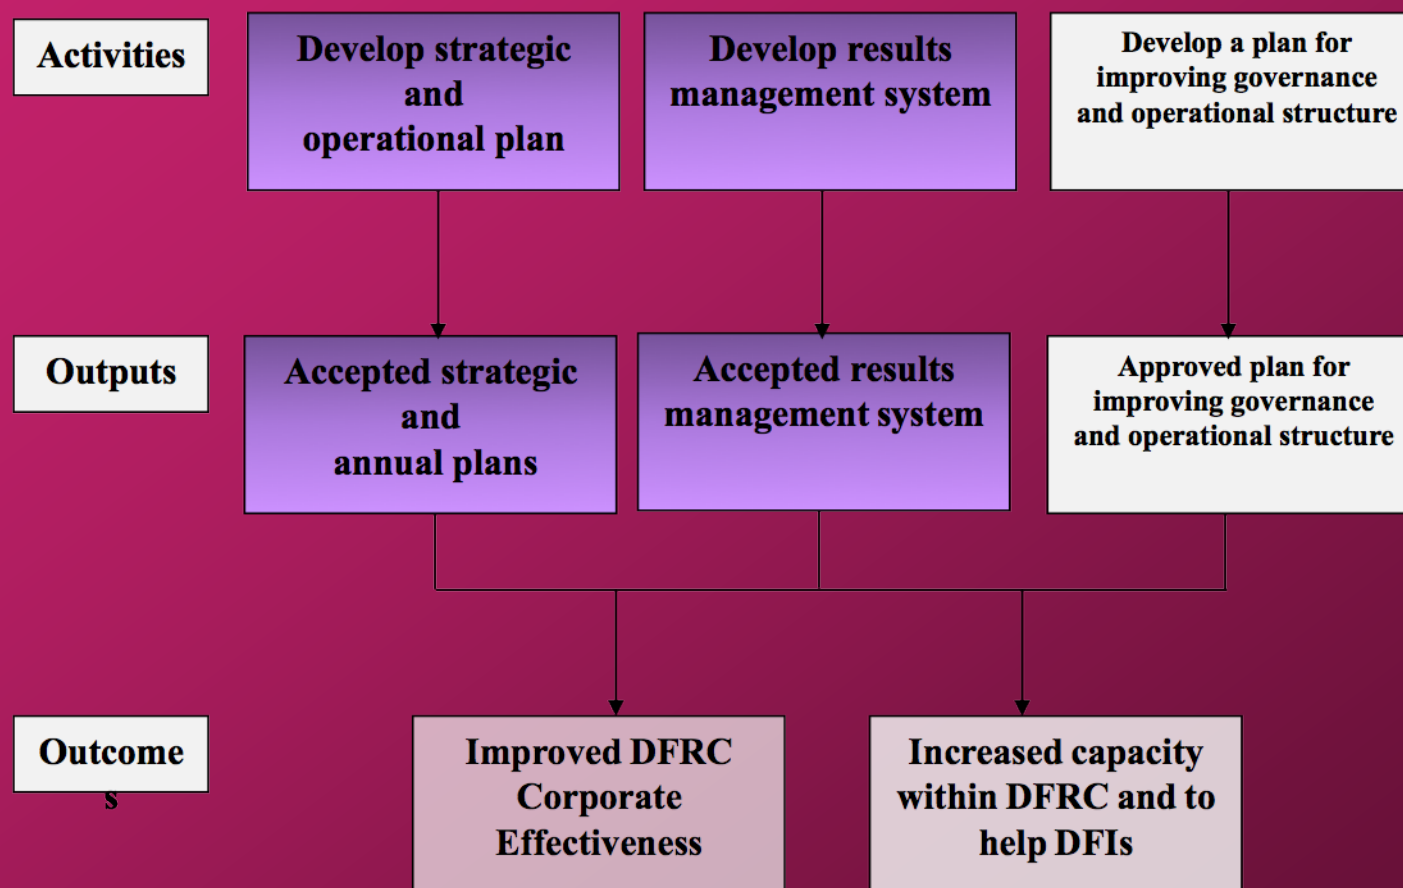 Activities
Develop strategic
and
operational plan
Develop results
management system
Develop a plan for
improving governance
and operational structure
Outputs
Accepted strategic
and
annual plans
Accepted results
management system
Approved plan for
improving governance
and operational structure
Outcome
s
Improved DFRC
Corporate
Effectiveness
Increased capacity
within DFRC and to
help DFIs